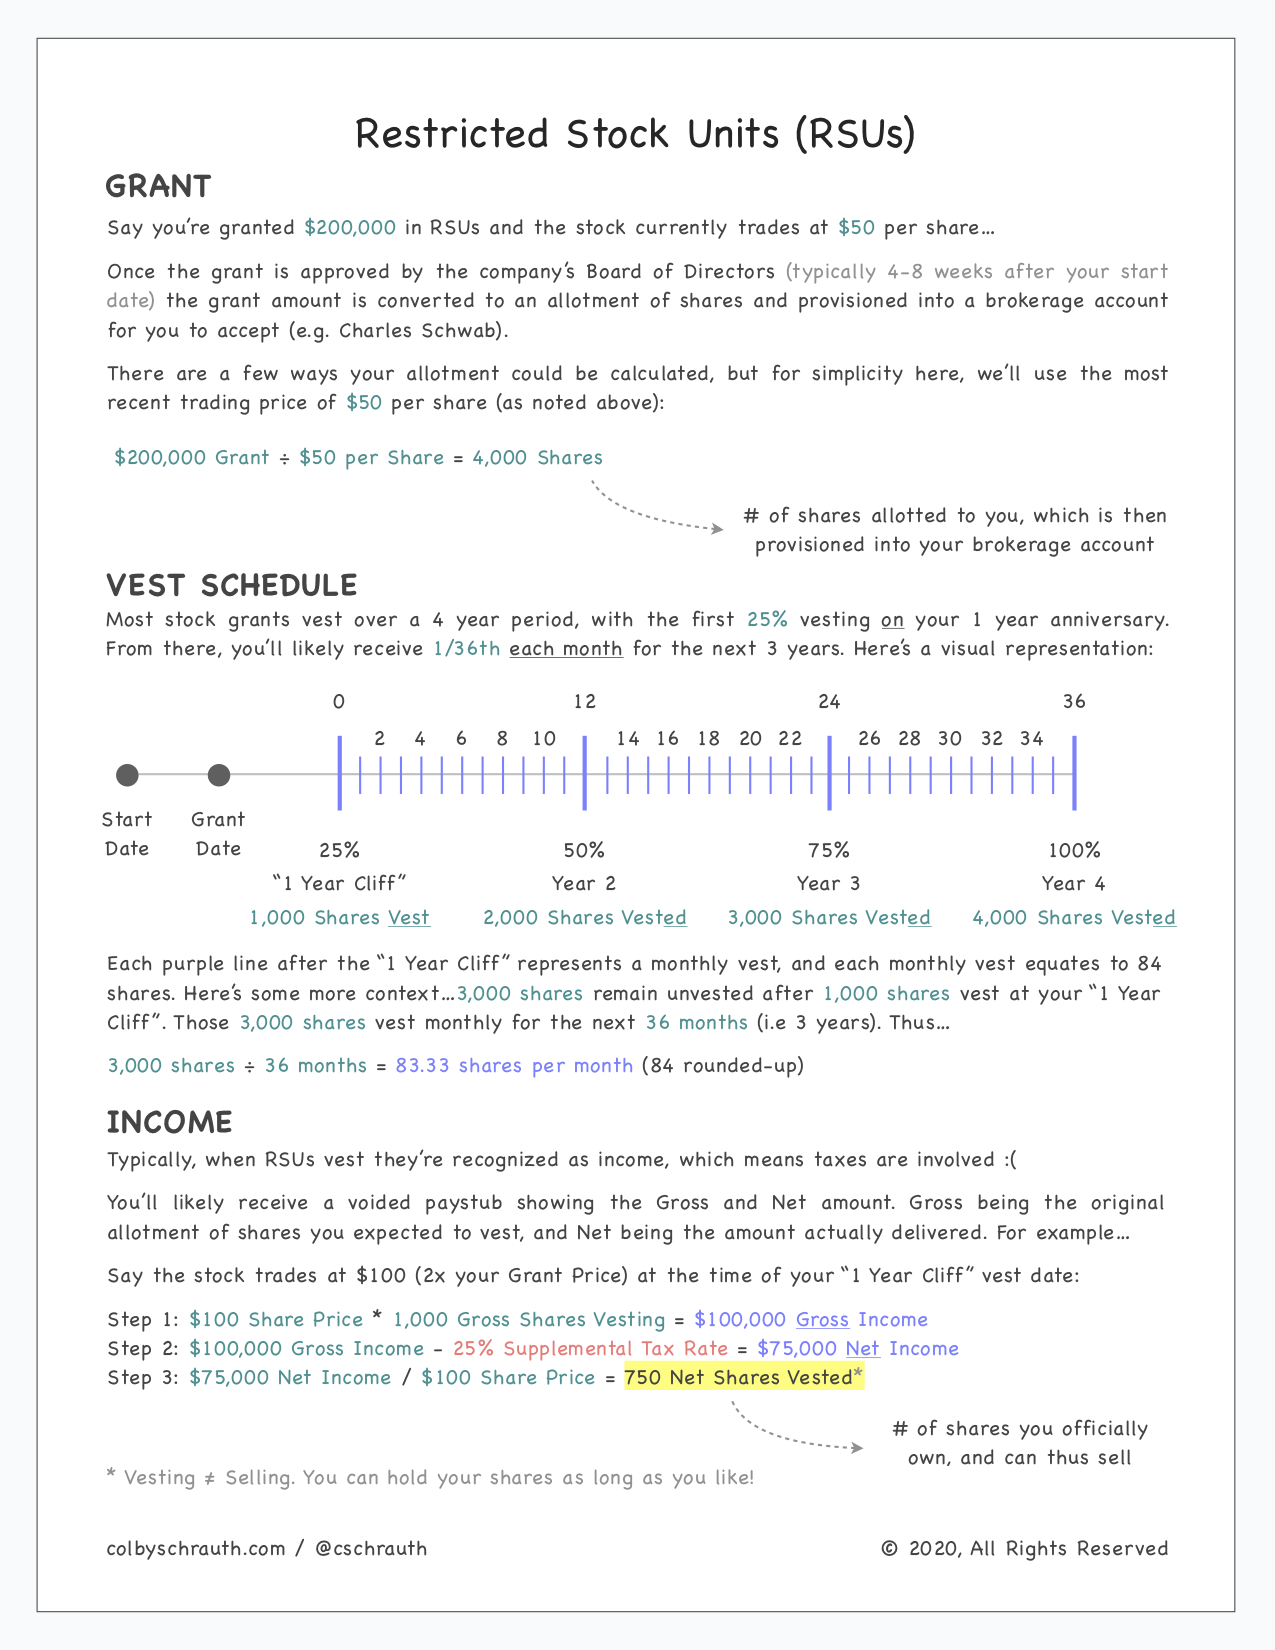 Restricted Stock Units (RSUs)
GRANT
Say you're granted $200,000 in RSUs and the stock currently trades at $50 per share...
Once the grant is approved by the company's Board of Directors (typically 4-8 weeks after your start
date) the grant amount is converted to an allotment of shares and provisioned into a brokerage account
for you to accept (e.g. Charles Schwab).
There are a few ways your allotment could be calculated, but for simplicity here, we'll use the most
recent trading price of $50 per share (as noted above):
$200,000 Grant ÷ $50 per Share = 4,000 Shares
# of shares allotted to you, which is then
provisioned into your brokerage account
VEST SCHEDULE
Most stock grants vest over a 4 year period, with the first 25% vesting on your 1 year anniversary.
From there, you'll likely receive 1/36th each month for the next 3 years. Here's a visual representation:
0 12 24 36
2 4 6 8 10 14 16 18 20 22 26 28 30 32 34
Start Grant
Date Date
25% 50% 75% 100%
"1 Year Cliff" Year 2 Year 3 Year 4
1,000 Shares Vest 2,000 Shares Vested 3,000 Shares Vested 4,000 Shares Vested
Each purple line after the "1 Year Cliff" represents a monthly vest, and each monthly vest equates to 84
shares. Here's some more context...3,000 shares remain unvested after 1,000 shares vest at your "1 Year
Cliff". Those 3,000 shares vest monthly for the next 36 months (i.e 3 years). Thus...
3,000 shares ÷ 36 months = 83.33 shares per month (84 rounded-up)
INCOME
Typically, when RSUs vest they're recognized as income, which means taxes are involved :(
You'll likely receive a voided paystub showing the Gross and Net amount. Gross being the original
allotment of shares you expected to vest, and Net being the amount actually delivered. For example...
Say the stock trades at $100 (2x your Grant Price) at the time of your "1 Year Cliff" vest date:
Step 1: $100 Share Price * 1,000 Gross Shares Vesting = $100,000 Gross Income
Step 2: $100,000 Gross Income - 25% Supplemental Tax Rate = $75,000 Net Income
Step 3: $75,000 Net Income / $100 Share Price = 750 Net Shares Vested*
# of shares you officially
own, and can thus sell
* Vesting ≠ Selling. You can hold your shares as long as you like!
colbyschrauth.com / @cschrauth
© 2020, All Rights Reserved